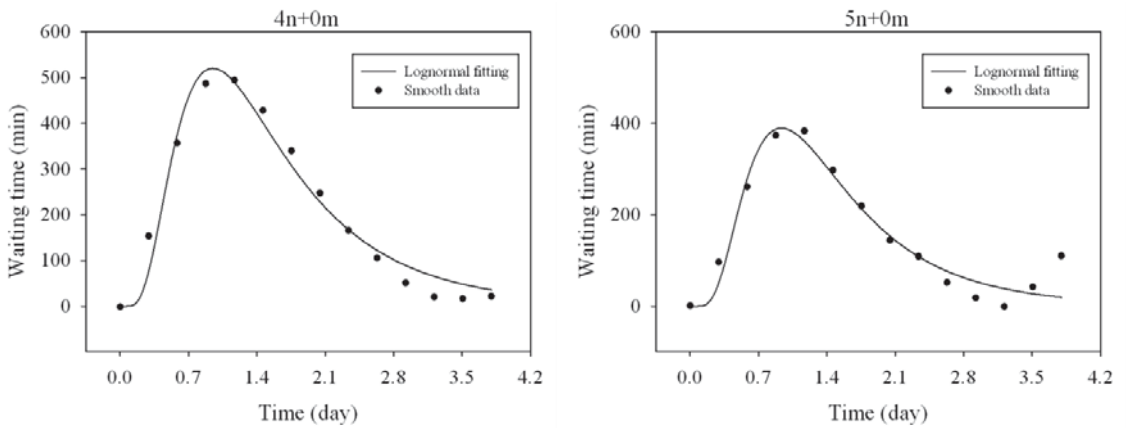 4n+0m
600
500
400
300
200
100
0
Waiting time (min)
Lognormal fitting
Smooth data
0.0 0.7 1.4 2.1 2.8 3.5 4.2
Time (day)
5n+0m
600
400
200
0
Waiting time (min)
Lognormal fitting
Smooth data
0.0 0.7 1.4 2.1 2.8 3.5 4.2
Time (day)